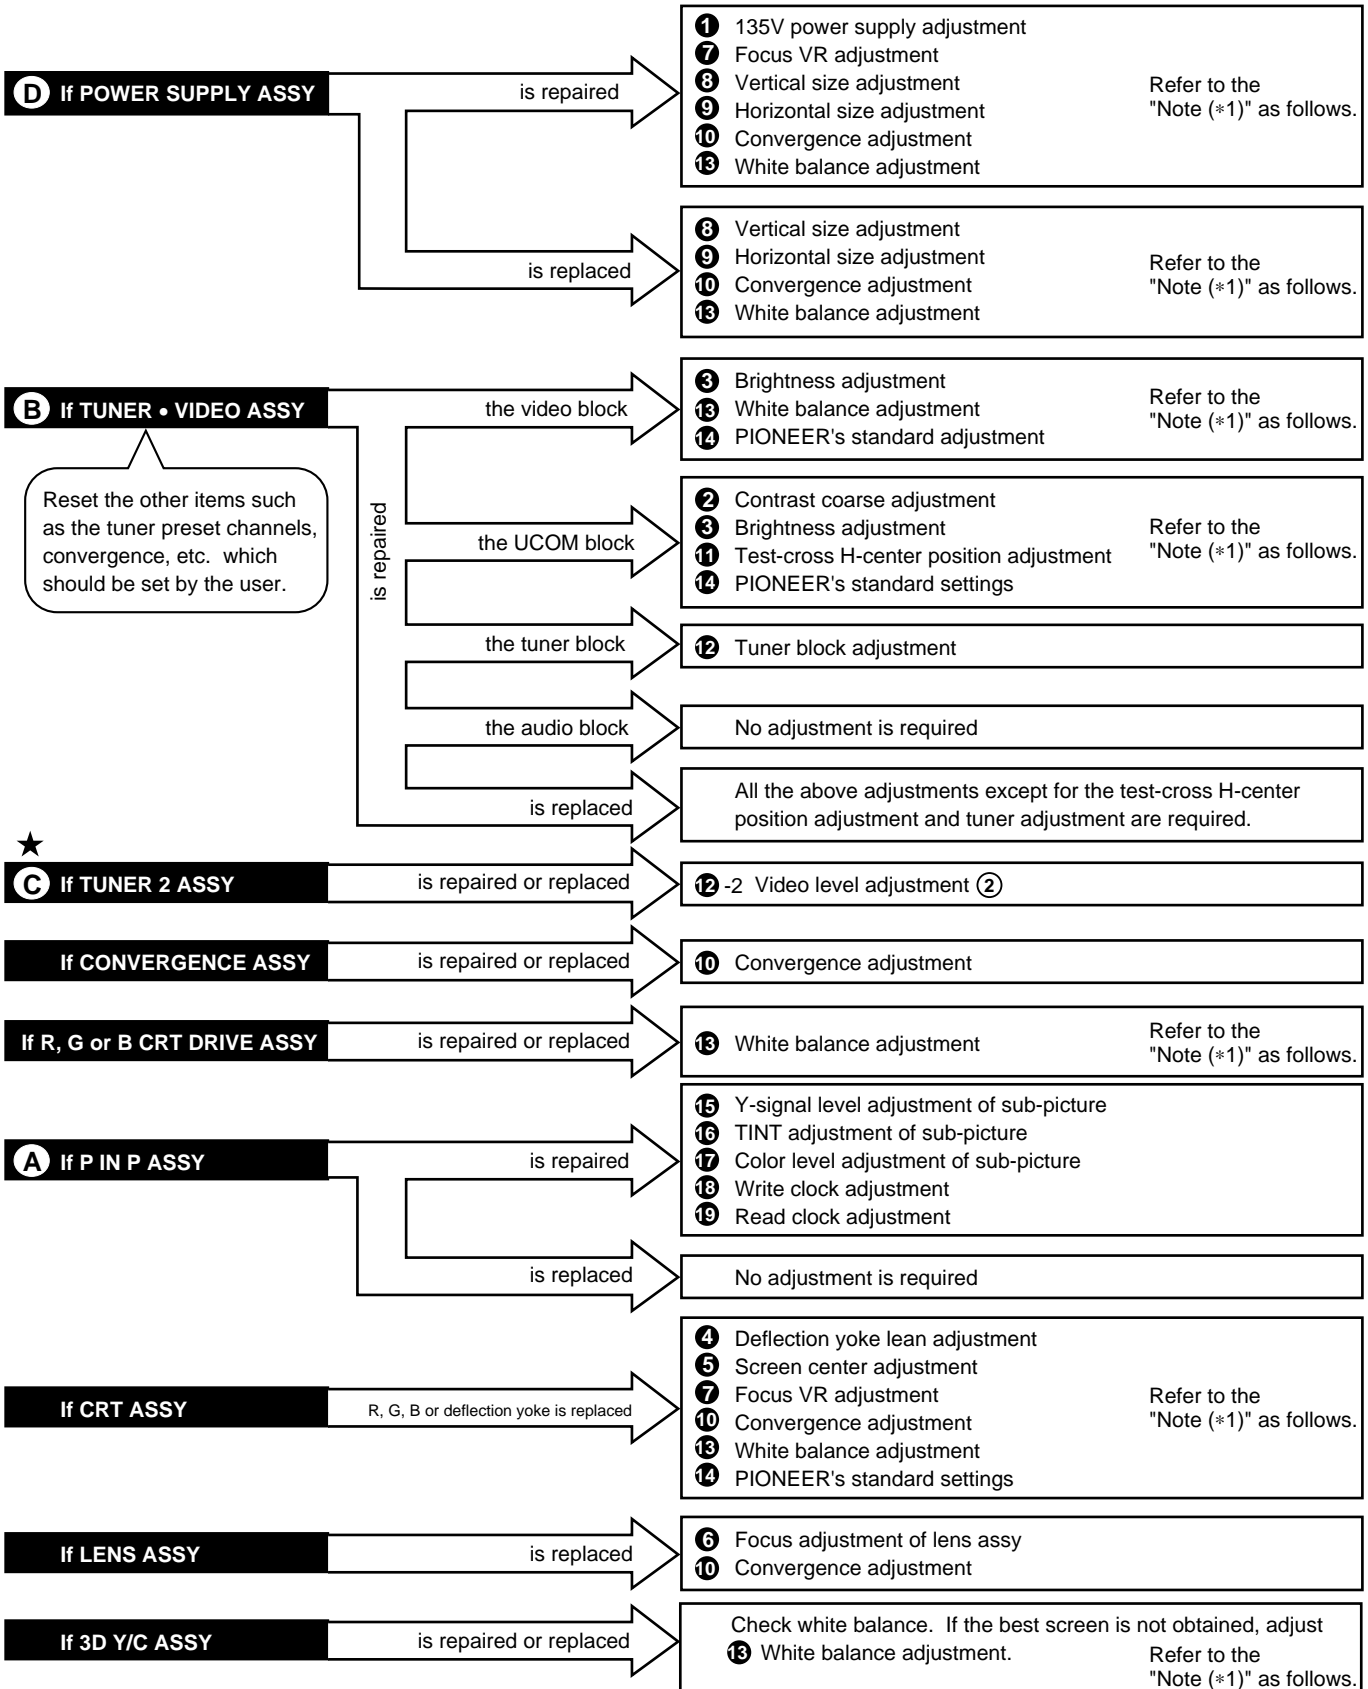 D If POWER SUPPLY ASSY
is repaired
1 135V power supply adjustment
7 Focus VR adjustment
8 Vertical size adjustment
9 Horizontal size adjustment
10 Convergence adjustment
13 White balance adjustment
Refer to the
"Note (*1)" as follows.
is replaced
8 Vertical size adjustment
9 Horizontal size adjustment
10 Convergence adjustment
13 White balance adjustment
Refer to the
"Note (*1)" as follows.
B If TUNER • VIDEO ASSY
Reset the other items such
as the tuner preset channels,
convergence, etc. which
should be set by the user.
is repaired
the video block
3 Brightness adjustment
13 White balance adjustment
14 PIONEER's standard adjustment
Refer to the
"Note (*1)" as follows.
the UCOM block
2 Contrast coarse adjustment
3 Brightness adjustment
11 Test-cross H-center position adjustment
14 PIONEER's standard settings
Refer to the
"Note (*1)" as follows.
the tuner block
12 Tuner block adjustment
the audio block
No adjustment is required
is replaced
All the above adjustments except for the test-cross H-center
position adjustment and tuner adjustment are required.
★
C If TUNER 2 ASSY
is repaired or replaced
12 -2 Video level adjustment ②
If CONVERGENCE ASSY
is repaired or replaced
10 Convergence adjustment
If R, G or B CRT DRIVE ASSY
is repaired or replaced
13 White balance adjustment
Refer to the
"Note (*1)" as follows.
A If P IN P ASSY
is repaired
15 Y-signal level adjustment of sub-picture
16 TINT adjustment of sub-picture
17 Color level adjustment of sub-picture
18 Write clock adjustment
19 Read clock adjustment
is replaced
No adjustment is required
If CRT ASSY
R, G, B or deflection yoke is replaced
4 Deflection yoke lean adjustment
5 Screen center adjustment
7 Focus VR adjustment
10 Convergence adjustment
13 White balance adjustment
14 PIONEER's standard settings
Refer to the
"Note (*1)" as follows.
If LENS ASSY
is replaced
6 Focus adjustment of lens assy
10 Convergence adjustment
If 3D Y/C ASSY
is repaired or replaced
Check white balance. If the best screen is not obtained, adjust
13 White balance adjustment.
Refer to the
"Note (*1)" as follows.